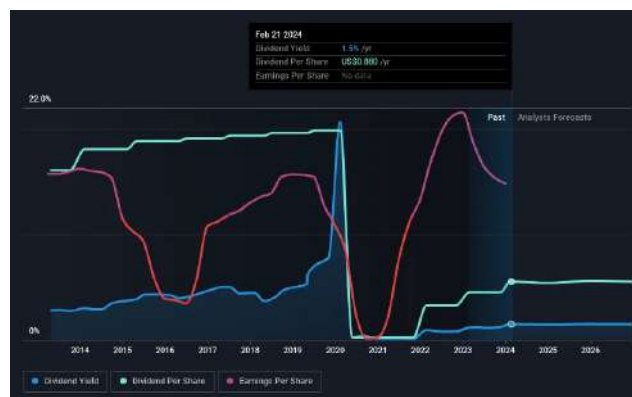 Feb 21 2024
Dividend Yield 1.5% /yr
Dividend Per Share US$0.880 /yr
Earnings Per Share No data
22.0%
Past Analysts Forecasts
0%
2014 2015 2016 2017 2018 2019 2020 2021 2022 2023 2024 2025 2026
Dividend Yield Dividend Per Share Earnings Per Share